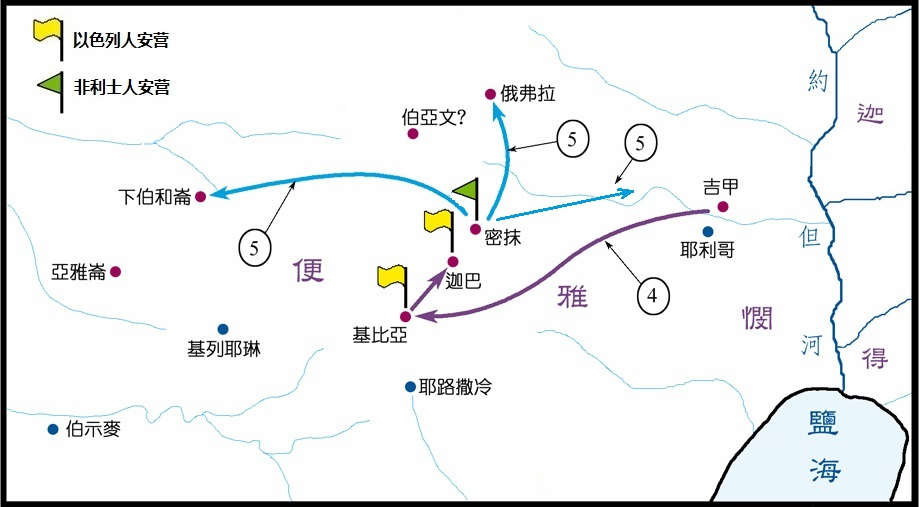 以色列人安营
非利士人安营
約
但
河
迦
得
俄弗拉
伯亞文?
5
5
吉甲
下伯和崙
密抹
耶利哥
5
便
雅
憫
亞雅崙
迦巴
4
基比亞
基列耶琳
耶路撒冷
伯示麥
鹽
海